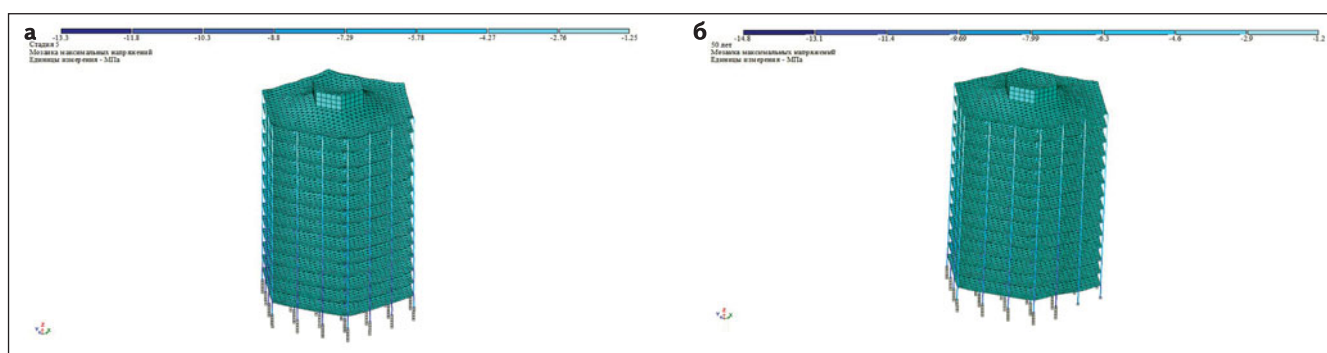 а
-13.3 -11.8 -10.3 -8.8 -7.29 -5.78 -4.27 -2.76 -1.25
Стадия 5
Мозаика максимальных напряжений
Единицы измерения - МПа
б
-14.8 -13.1 -11.4 -9.69 -7.99 -6.3 -4.6 -2.9 -1.2
50 лет
Мозаика максимальных напряжений
Единицы измерения - МПа